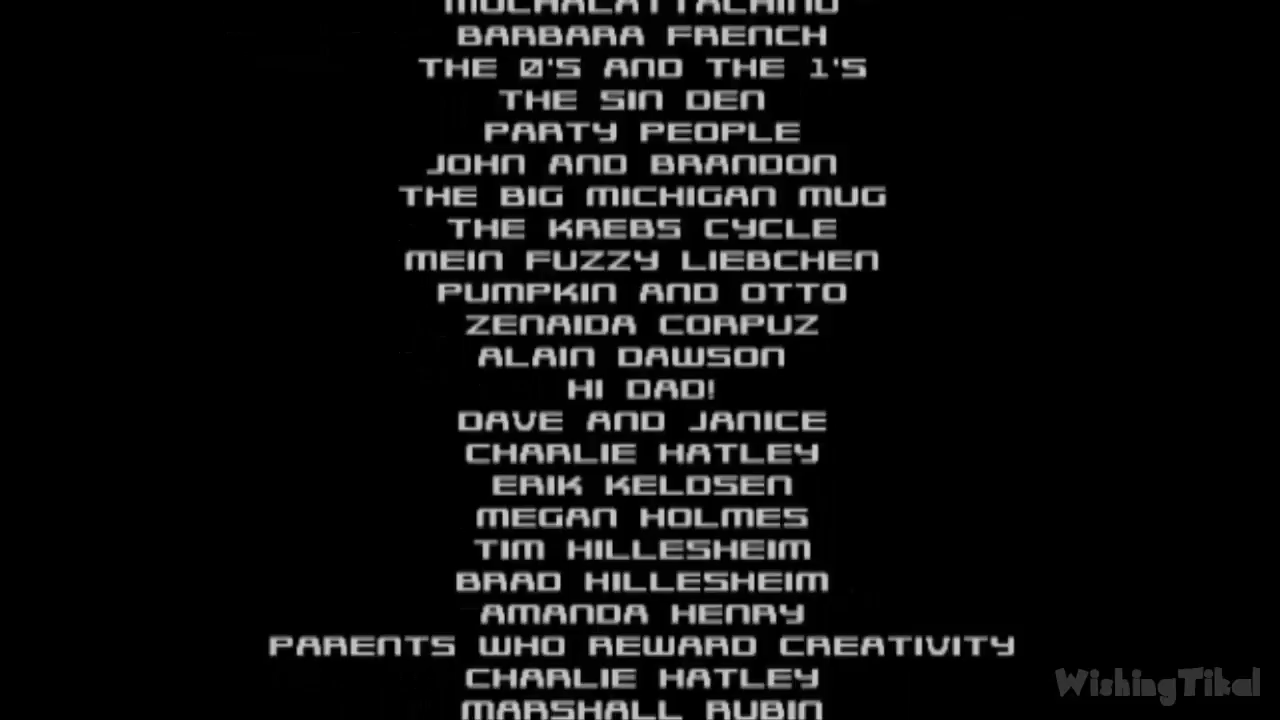 MOCHALATTACHINO
BARBARA FRENCH
THE 0'S AND THE 1'S
THE SIN DEN
PARTY PEOPLE
JOHN AND BRANDON
THE BIG MICHIGAN MUG
THE KREBS CYCLE
MEIN FUZZY LIEBCHEN
PUMPKIN AND OTTO
ZENAIDA CORPUZ
ALAIN DAWSON
HI DAD!
DAVE AND JANICE
CHARLIE HATLEY
ERIK KELDSEN
MEGAN HOLMES
TIM HILLESHEIM
BRAD HILLESHEIM
AMANDA HENRY
PARENTS WHO REWARD CREATIVITY
CHARLIE HATLEY
MARSHALL RUBIN
WishingTikal